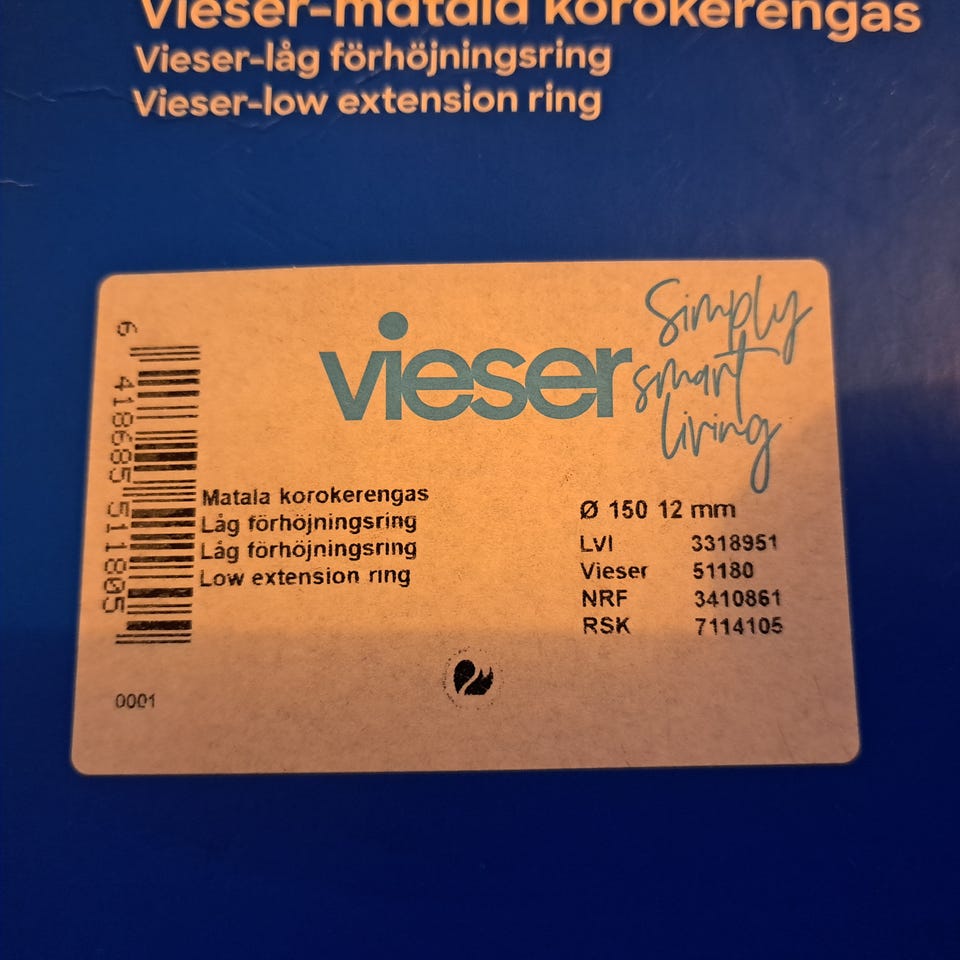 Vieser-matala korokerengas
Vieser-låg förhöjningsring
Vieser-low extension ring
vieser
Simply
smart
living
6 418685 511805
Matala korokerengas
Låg förhöjningsring
Låg förhöjningsring
Low extension ring
Ø 150 12 mm
LVI 3318951
Vieser 51180
NRF 3410861
RSK 7114105
0001